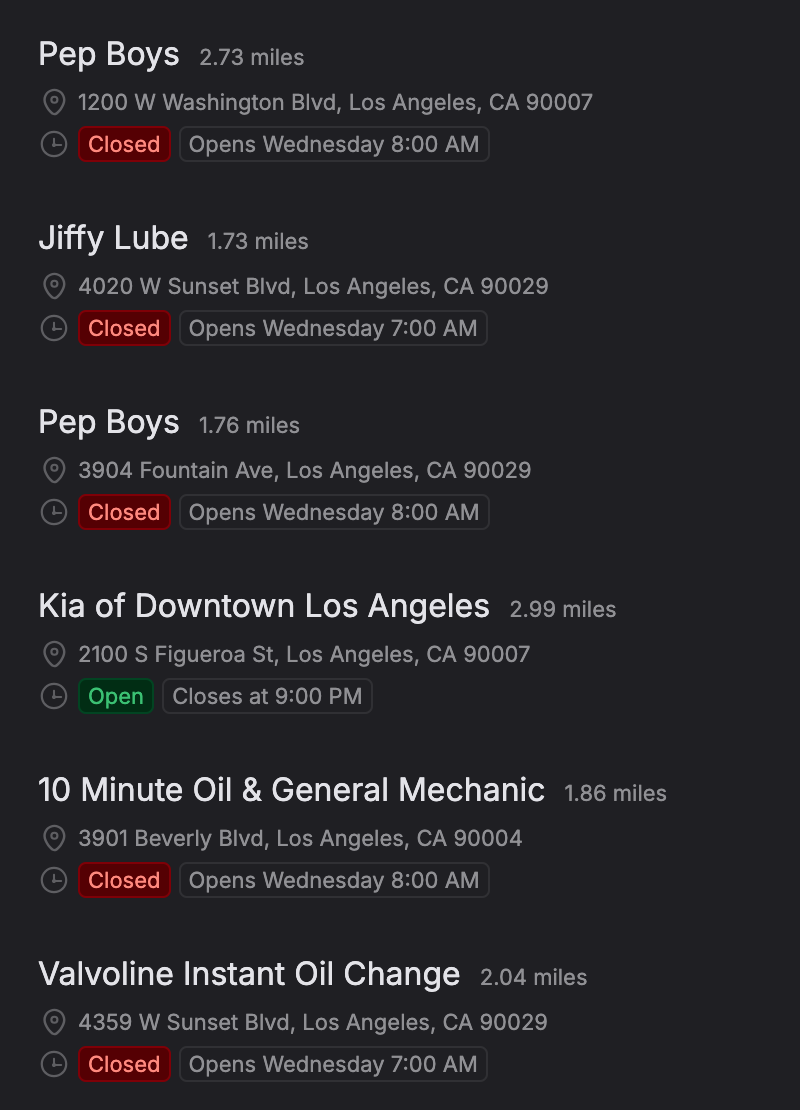 Pep Boys 2.73 miles
1200 W Washington Blvd, Los Angeles, CA 90007
Closed Opens Wednesday 8:00 AM
Jiffy Lube 1.73 miles
4020 W Sunset Blvd, Los Angeles, CA 90029
Closed Opens Wednesday 7:00 AM
Pep Boys 1.76 miles
3904 Fountain Ave, Los Angeles, CA 90029
Closed Opens Wednesday 8:00 AM
Kia of Downtown Los Angeles 2.99 miles
2100 S Figueroa St, Los Angeles, CA 90007
Open Closes at 9:00 PM
10 Minute Oil & General Mechanic 1.86 miles
3901 Beverly Blvd, Los Angeles, CA 90004
Closed Opens Wednesday 8:00 AM
Valvoline Instant Oil Change 2.04 miles
4359 W Sunset Blvd, Los Angeles, CA 90029
Closed Opens Wednesday 7:00 AM